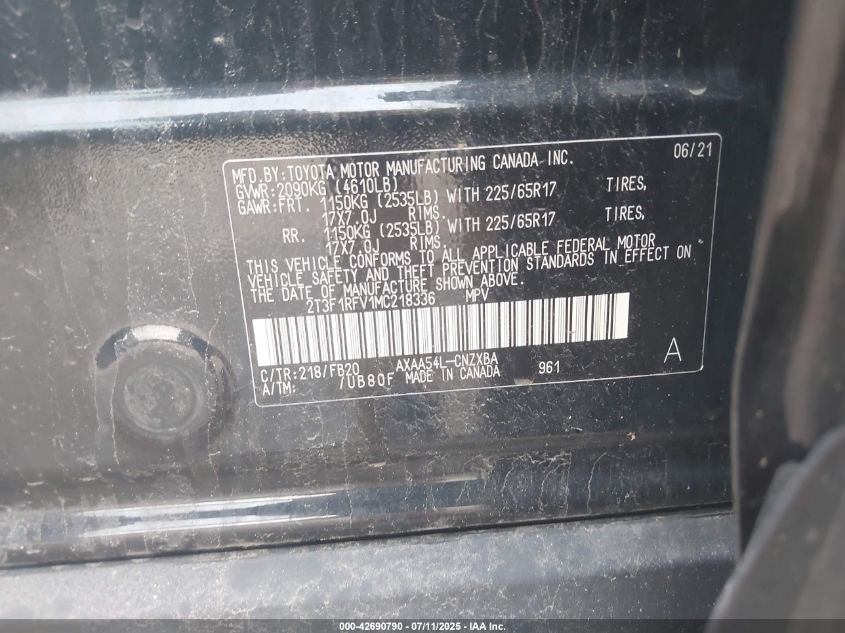 MFD.BY:TOYOTA MOTOR MANUFACTURING CANADA INC. 06/21
GVWR:2090KG (4610LB)
GAWR:FRT. 1150KG (2535LB) WITH 225/65R17 TIRES,
17X7.0J RIMS.
RR. 1150KG (2535LB) WITH 225/65R17 TIRES,
17X7.0J RIMS.
THIS VEHICLE CONFORMS TO ALL APPLICABLE FEDERAL MOTOR
VEHICLE SAFETY AND THEFT PREVENTION STANDARDS IN EFFECT ON
THE DATE OF MANUFACTURE SHOWN ABOVE.
2T3F1RFV1MC218336 MPV
C/TR:218/FB20 AXAA54L-CNZXBA 961 A
A/TM: /UB80F MADE IN CANADA
000-42690790 - 07/11/2025 - IAA Inc.